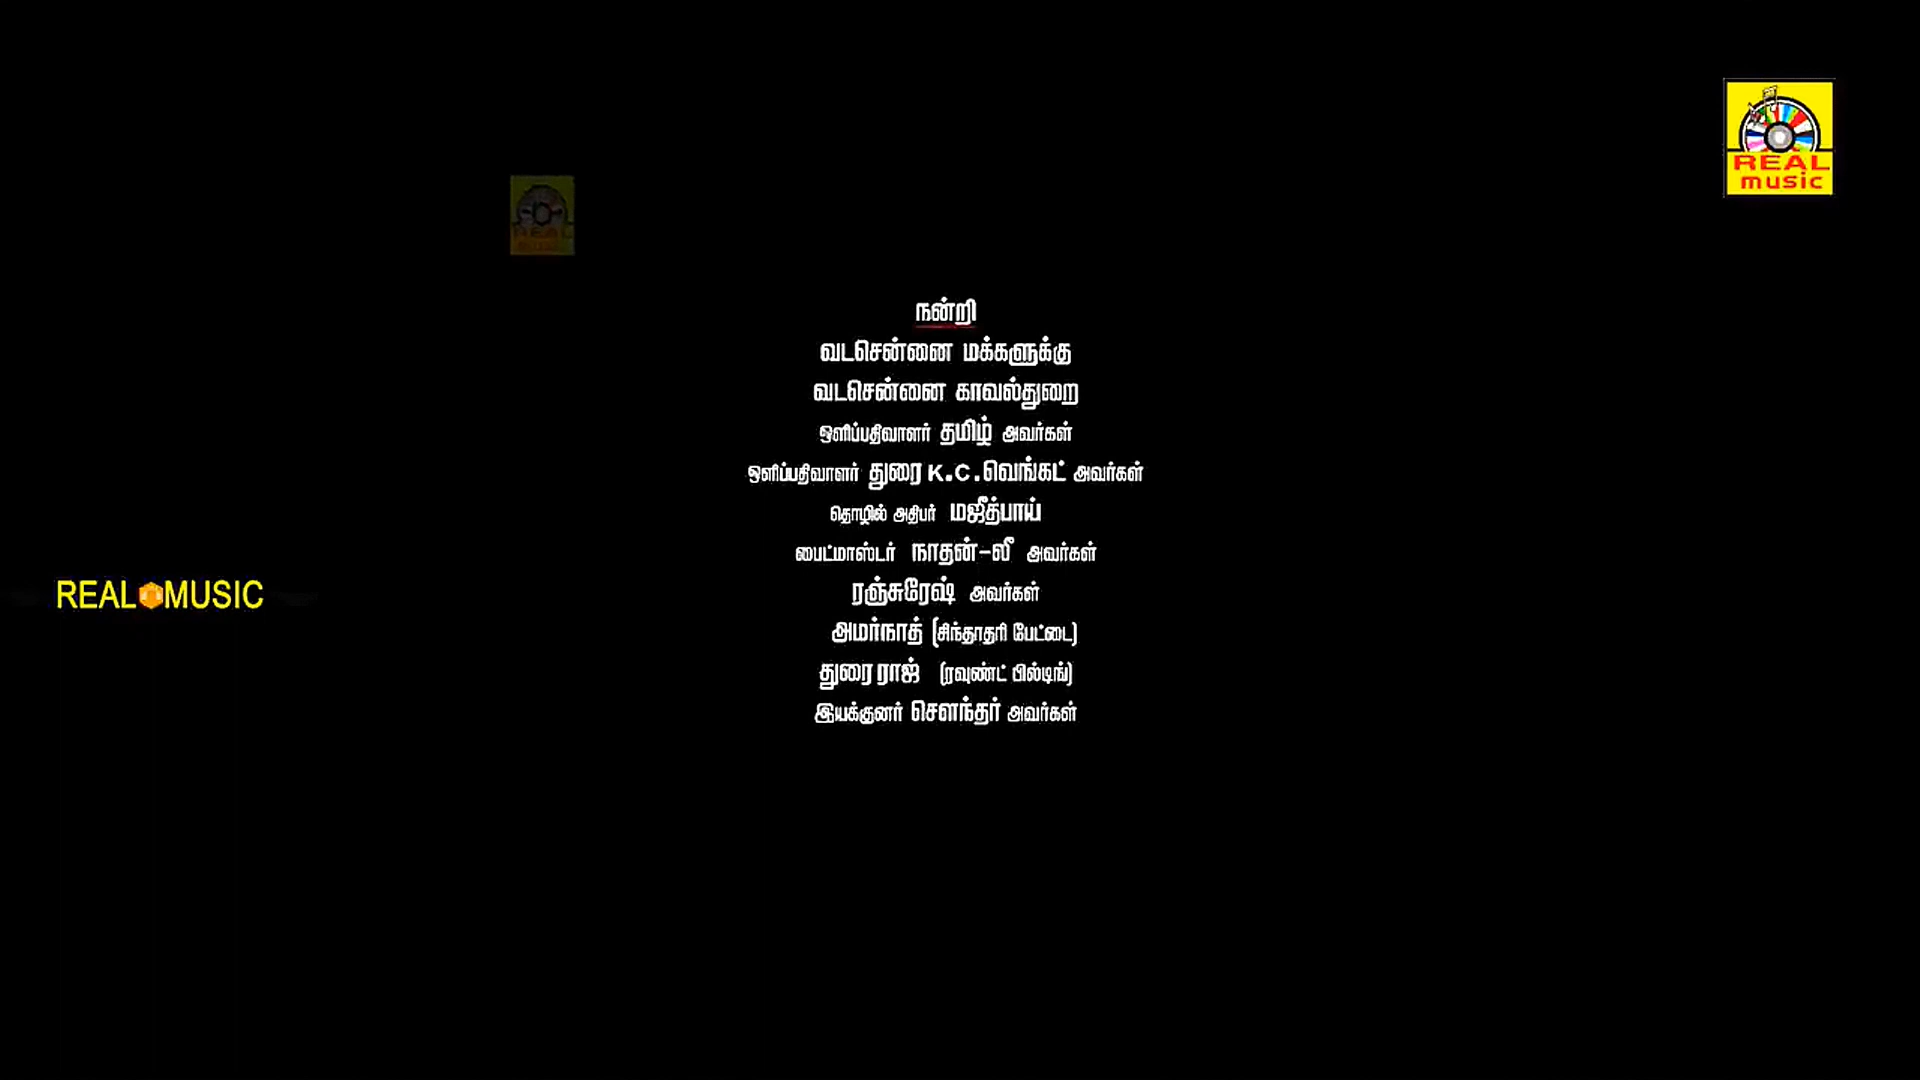 REAL
music
நன்றி
வடசென்னை மக்களுக்கு
வடசென்னை காவல்துறை
ஒளிப்பதிவாளர் தமிழ் அவர்கள்
ஒளிப்பதிவாளர் துரை K.C.வெங்கட் அவர்கள்
தொழில் அதிபர் மஜீத்பாய்
பைட்மாஸ்டர் நாதன்-லீ அவர்கள்
ரஞ்சுரேஷ் அவர்கள்
REAL MUSIC
அமர்நாத் (சிந்தாதரி பேட்டை)
துரைராஜ் (ரவுண்ட் பில்டிங்)
இயக்குனர் சௌந்தர் அவர்கள்